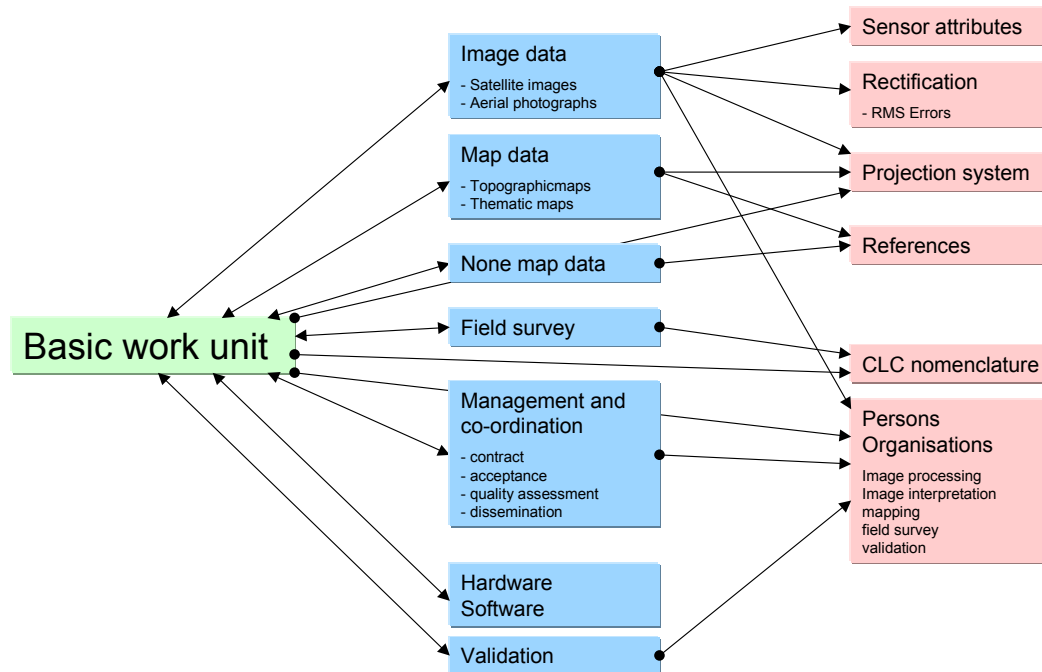 Basic work unit
Image data
- Satellite images
- Aerial photographs
Map data
- Topographicmaps
- Thematic maps
None map data
Field survey
Management and
co-ordination
- contract
- acceptance
- quality assessment
- dissemination
Hardware
Software
Validation
Sensor attributes
Rectification
- RMS Errors
Projection system
References
CLC nomenclature
Persons
Organisations
Image processing
Image interpretation
mapping
field survey
validation